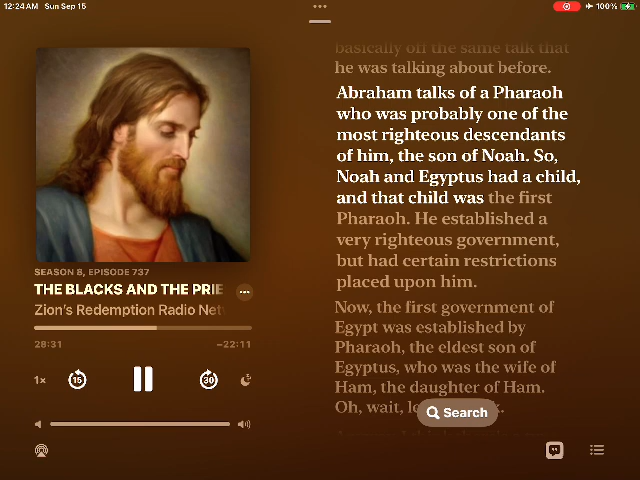 12:24 AM Sun Sep 15
100%
basically off the same talk that
he was talking about before.
Abraham talks of a Pharaoh
who was probably one of the
most righteous descendants
of him, the son of Noah. So,
Noah and Egyptus had a child,
and that child was the first
Pharaoh. He established a
very righteous government,
but had certain restrictions
placed upon him.
Now, the first government of
Egypt was established by
Pharaoh, the eldest son of
Egyptus, who was the wife of
Ham, the daughter of Ham.
Oh, wait,
Search
SEASON 8, EPISODE 737
THE BLACKS AND THE PRIE
Zion's Redemption Radio Net
28:31
-22:11
1x
15
30